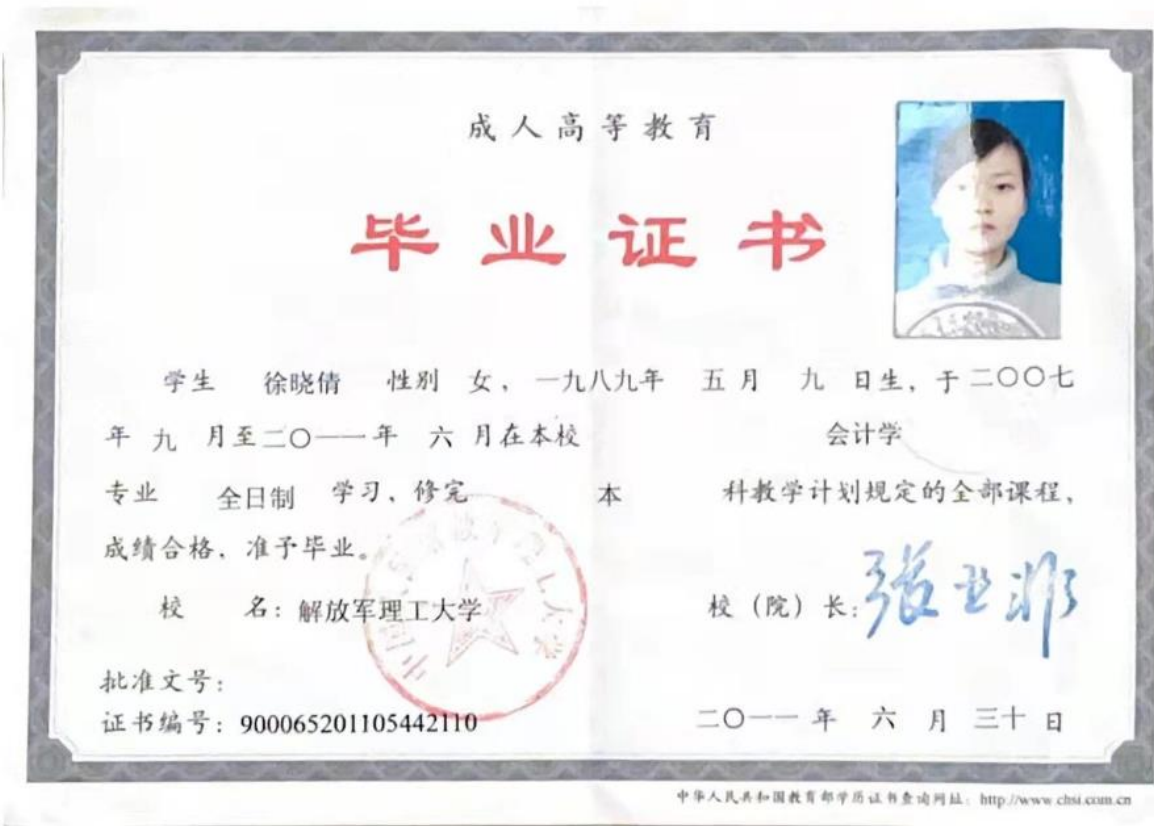 成人高等教育
毕业证书
学生 徐晓倩 性别 女，一九八九年 五 月 九 日生，于二〇〇七
年 九 月至二〇一一年 六 月在本校 会计学
专业 全日制 学习、修完 本 科教学计划规定的全部课程，
成绩合格、准予毕业。
校 名：解放军理工大学 校（院）长：张亚非
批准文号：
证书编号：900065201105442110 二〇一一 年 六 月 三十 日
中华人民共和国教育部学历证书查询网址：http://www.chsi.com.cn